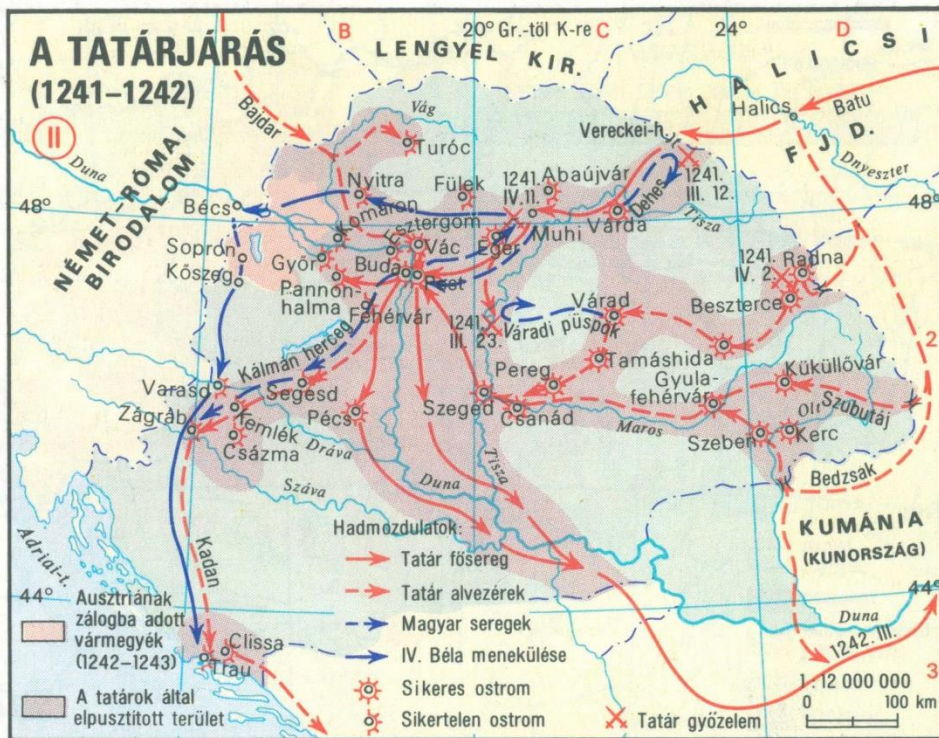 A TATÁRJÁRÁS
(1241–1242)
II
B
20° Gr.-töl K-re
C
D
LENGYEL KIR.
HALICSI
FJD.
Halics
Batu
Dnyeszter
Bajdar
Vág
Turóc
Vereckei-h.
1241.
III. 12.
NÉMET-RÓMAI
BIRODALOM
Duna
48°
Bécs
Nyitra
Fülek
1241.
IV. 11.
Abaújvár
Dehes
Tisza
48°
Komárom
Esztergom
Vác
Eger
Muhi
Várda
Sopron
Kőszeg
Győr
Buda
Pest
Pannon-
halma
Fehérvár
1241.
IV. 2.
Radna
Beszterce
1241.
III. 23.
Váradi püspök
Várad
2
Kálmán herceg
Tamáshida
Varasd
Segesd
Pereg
Gyula-
fehérvár
Küküllővár
Zágráb
Kemlék
Pécs
Szeged
Csanád
Maros
Olt
Szubutáj
Császma
Dráva
Szeben
Kerc
Száva
Duna
Tisza
Bedzsak
Kadan
Adriai-t.
KUMÁNIA
(KUNORSZÁG)
Hadmozdulatok:
Tatár fősereg
Tatár alvezérek
Magyar seregek
IV. Béla menekülése
Sikeres ostrom
Sikertelen ostrom
Tatár győzelem
44°
44°
Ausztriának
zálogba adott
vármegyék
(1242–1243)
A tatárok által
elpusztított terület
Clissa
Trau
Duna
1242. III.
3
1 : 12 000 000
0
100 km